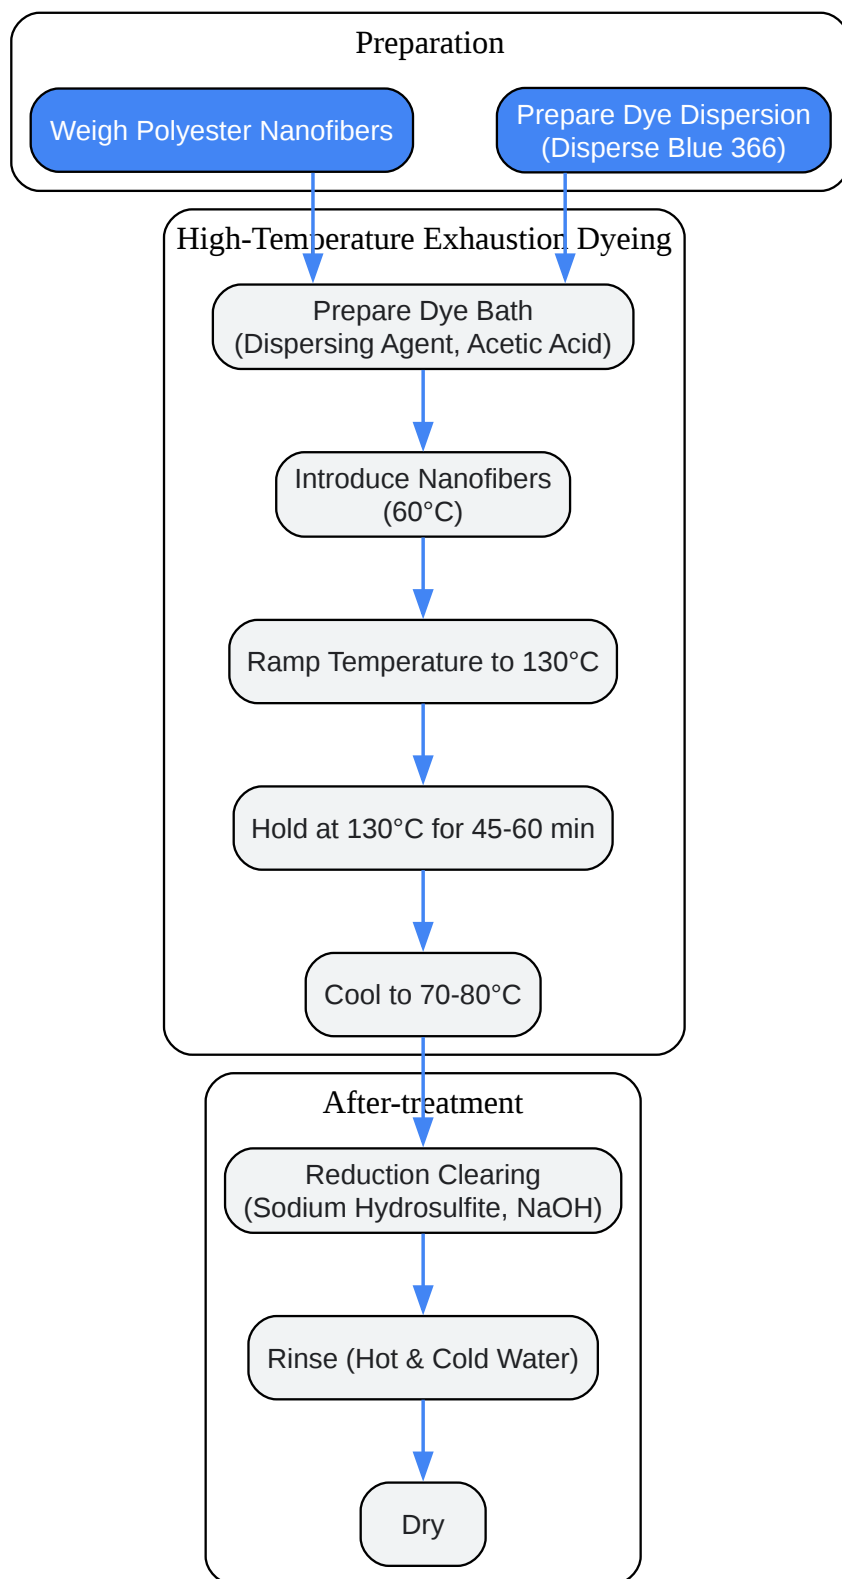 Preparation
Weigh Polyester Nanofibers
Prepare Dye Dispersion
(Disperse Blue 366)
High-Temperature Exhaustion Dyeing
Prepare Dye Bath
(Dispersing Agent, Acetic Acid)
Introduce Nanofibers
(60°C)
Ramp Temperature to 130°C
Hold at 130°C for 45-60 min
Cool to 70-80°C
After-treatment
Reduction Clearing
(Sodium Hydrosulfite, NaOH)
Rinse (Hot & Cold Water)
Dry